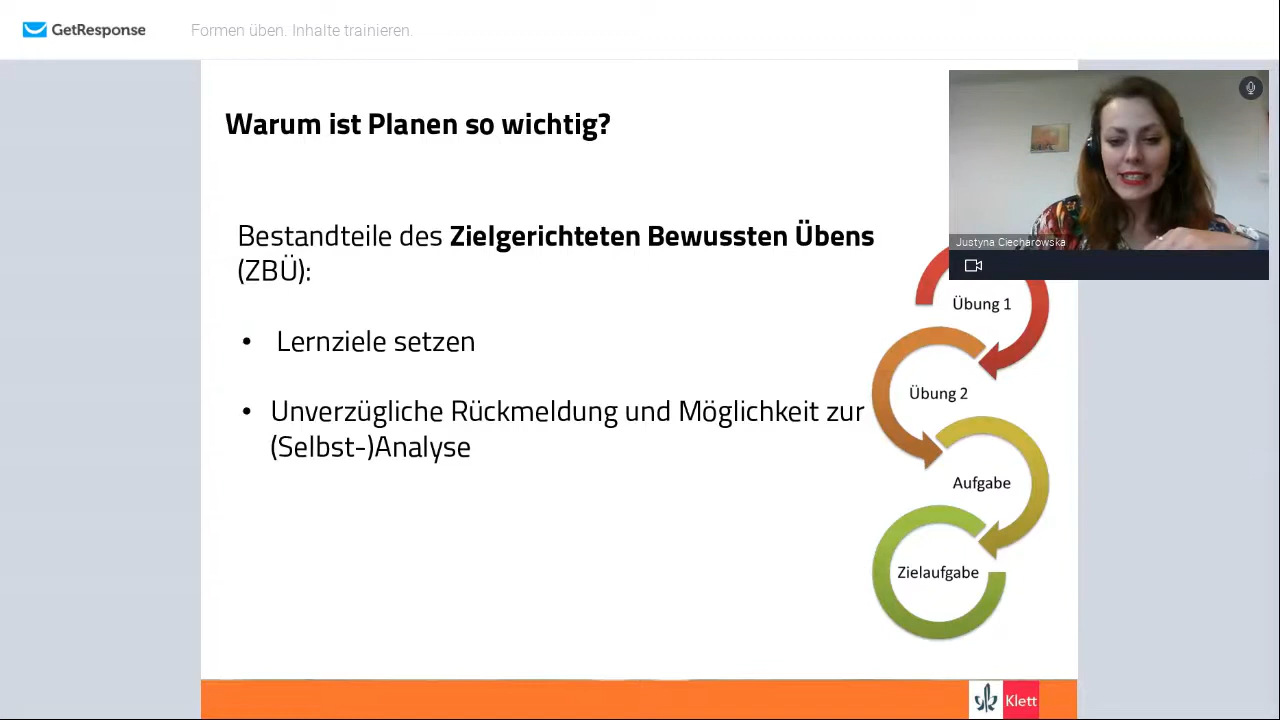 GetResponse
Formen üben. Inhalte trainieren.
Warum ist Planen so wichtig?
Bestandteile des Zielgerichteten Bewussten Übens
(ZBÜ):
• Lernziele setzen
• Unverzügliche Rückmeldung und Möglichkeit zur
(Selbst-)Analyse
Justyna Ciecharowska
Übung 1
Übung 2
Aufgabe
Zielaufgabe
Klett